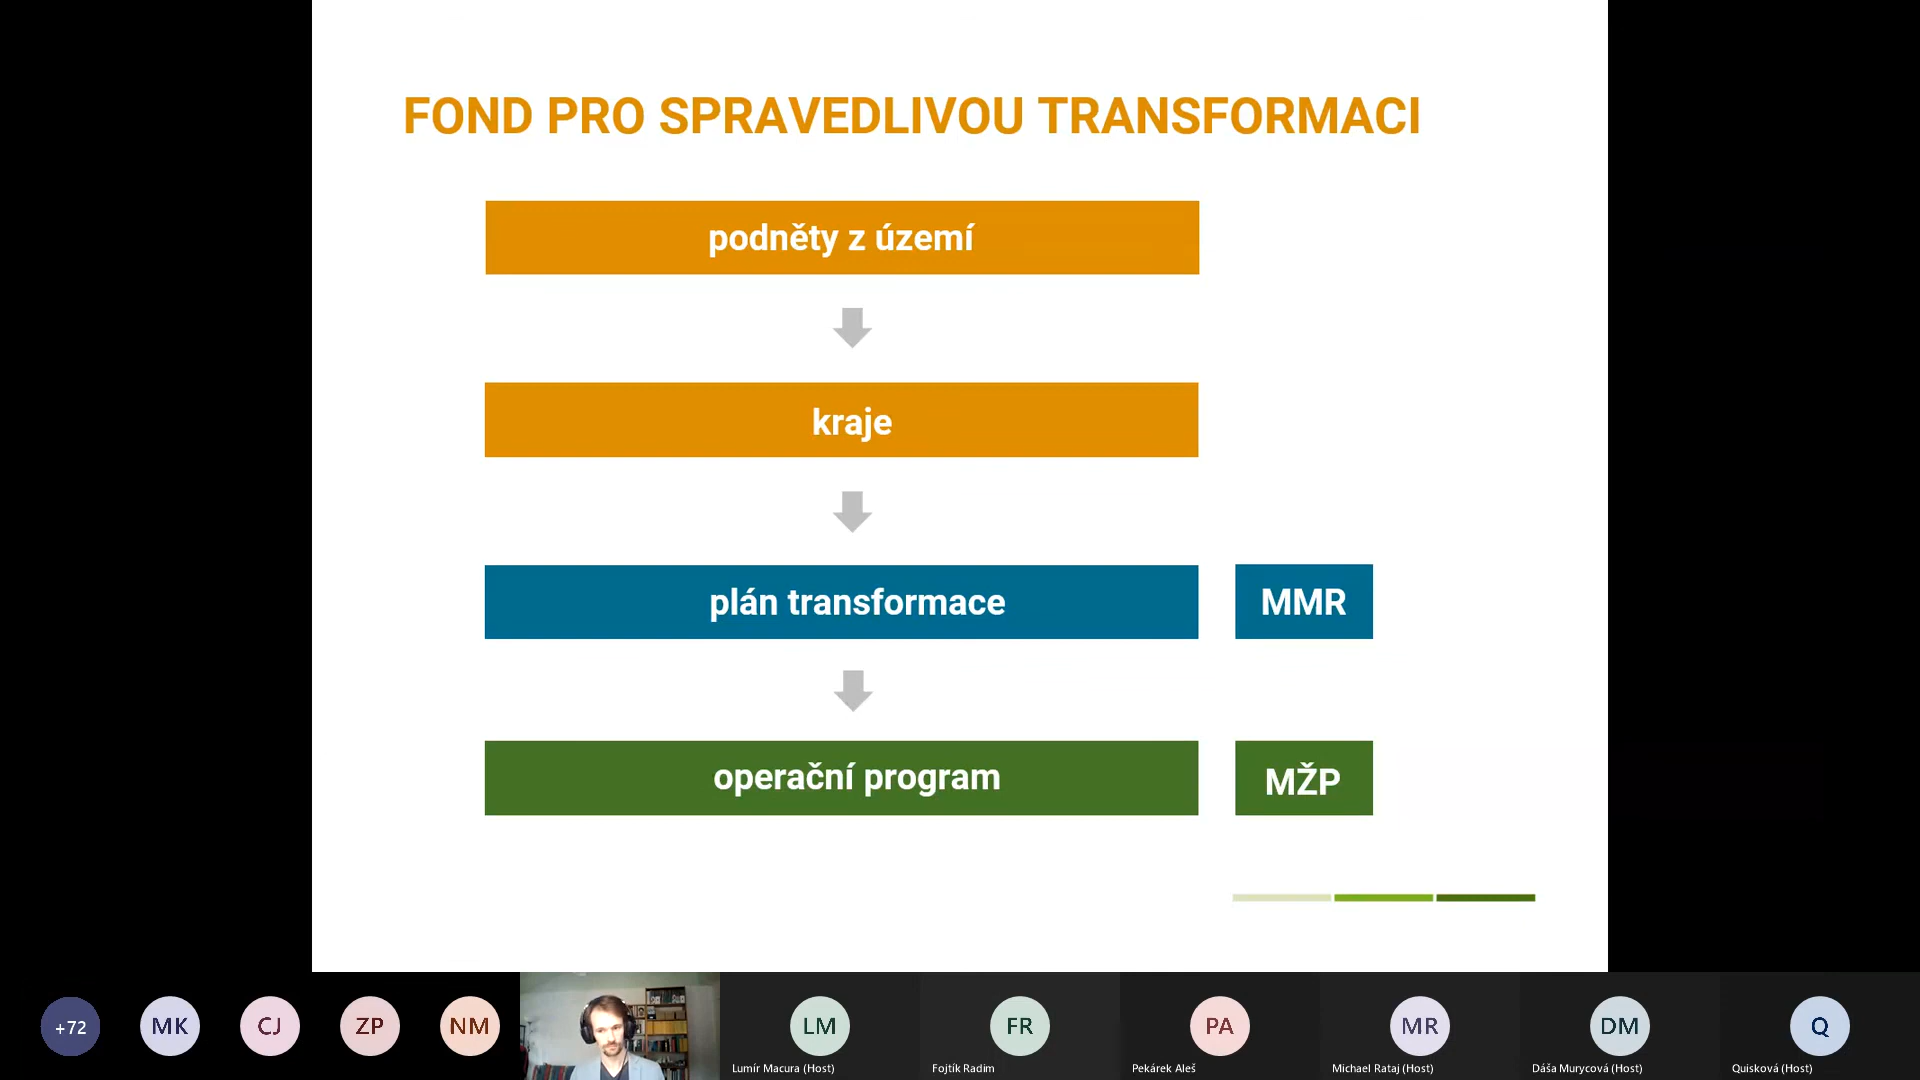 FOND PRO SPRAVEDLIVOU TRANSFORMACI
podněty z území
kraje
plán transformace
MMR
operační program
MŽP
+72
MK
CJ
ZP
NM
LM
FR
PA
MR
DM
Q
Lumír Macura (Host)
Fojtík Radim
Pekárek Aleš
Michael Rataj (Host)
Dáša Murycová (Host)
Quisková (Host)